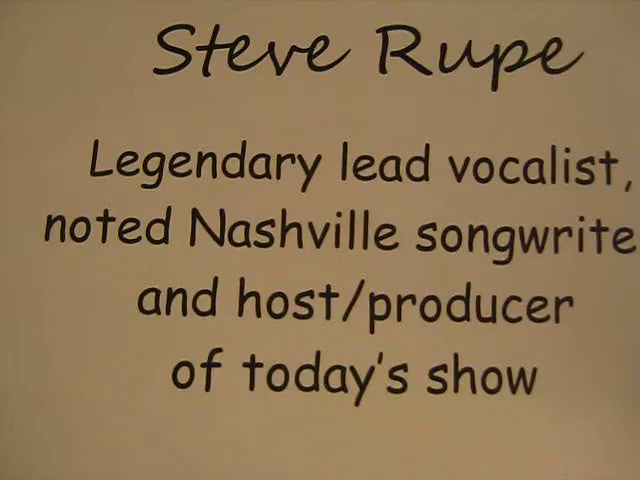 Steve Rupe
Legendary lead vocalist,
noted Nashville songwrite
and host/producer
of today's show